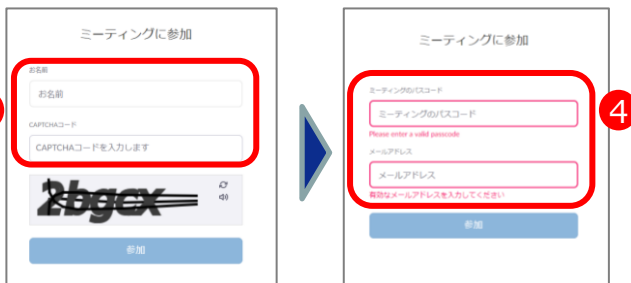 ミーティングに参加
お名前
お名前
CAPTCHAコード
CAPTCHAコードを入力します
2bgcx
参加
ミーティングに参加
ミーティングのパスコード
ミーティングのパスコード
Please enter a valid passcode
メールアドレス
メールアドレス
有効なメールアドレスを入力してください
参加
4